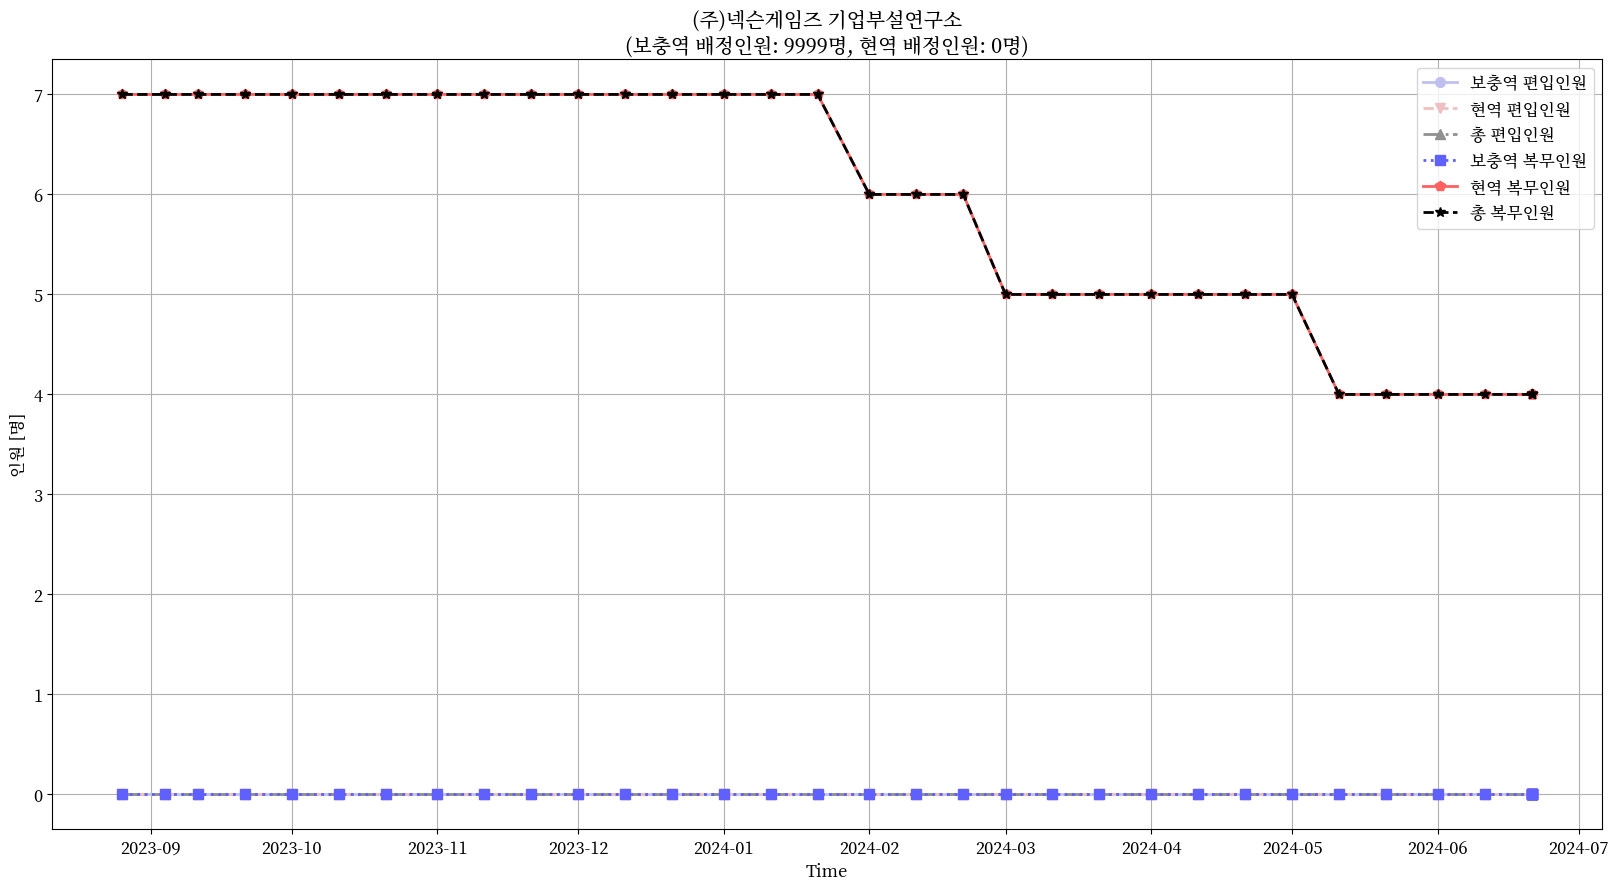 (주)넥슨게임즈 기업부설연구소
(보충역 배정인원: 9999명, 현역 배정인원: 0명)
보충역 편입인원
현역 편입인원
총 편입인원
보충역 복무인원
현역 복무인원
총 복무인원
인원 [명]
7
6
5
4
3
2
1
0
2023-09 2023-10 2023-11 2023-12 2024-01 2024-02 2024-03 2024-04 2024-05 2024-06 2024-07
Time